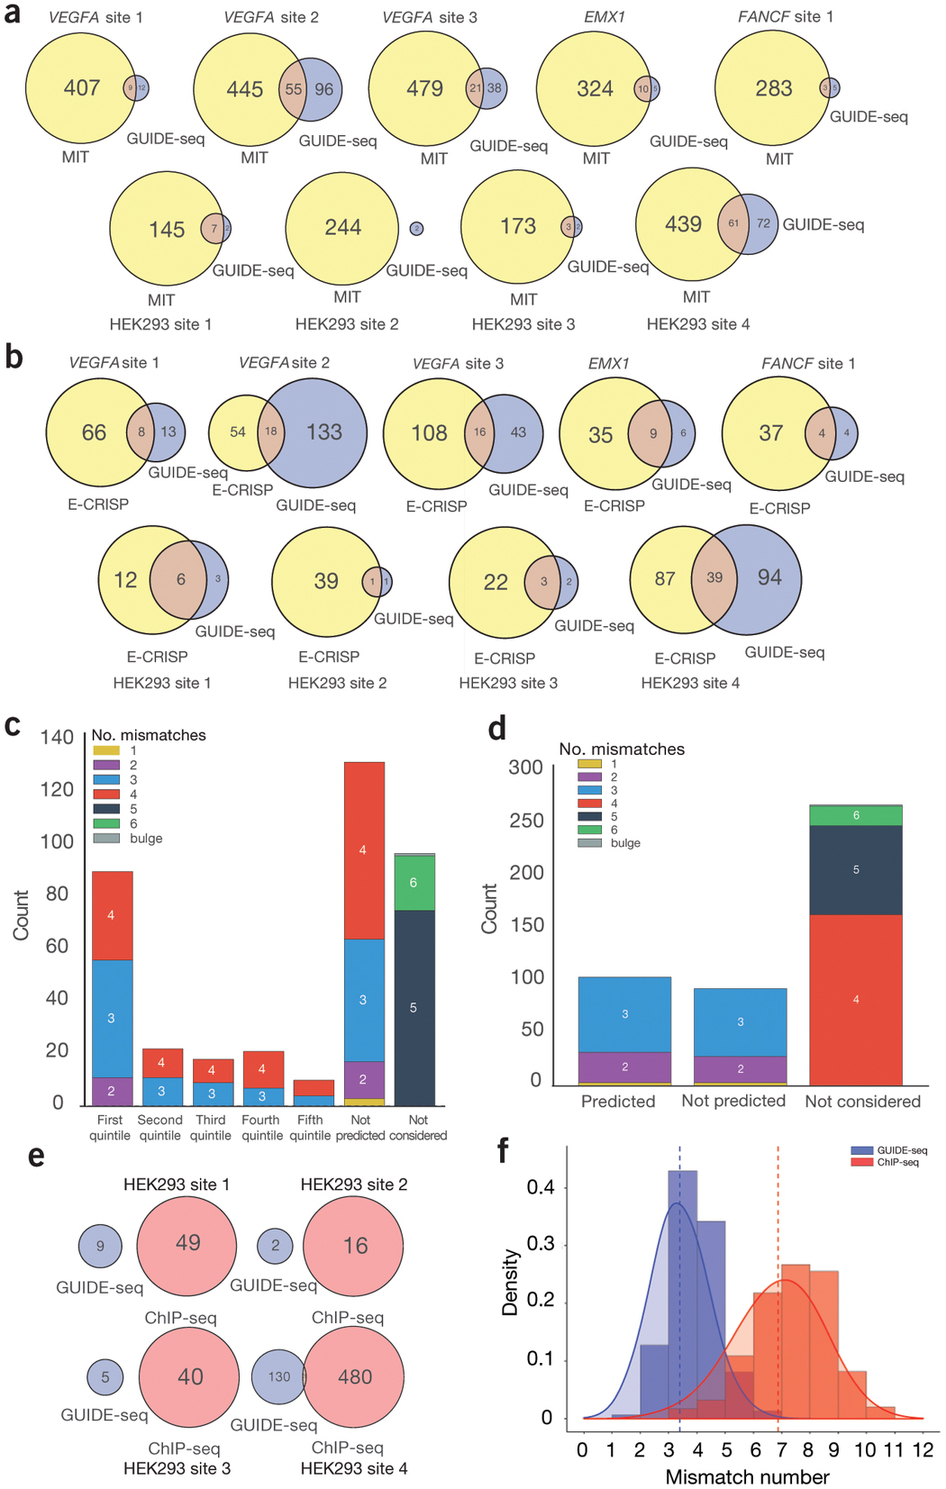 a
VEGFA site 1
VEGFA site 2
VEGFA site 3
EMX1
FANCF site 1
407
9
12
445
55
96
479
21
38
324
10
5
283
3
5
GUIDE-seq
GUIDE-seq
GUIDE-seq
GUIDE-seq
GUIDE-seq
MIT
MIT
MIT
MIT
MIT
145
7
2
244
2
173
3
2
439
61
72
GUIDE-seq
GUIDE-seq
GUIDE-seq
GUIDE-seq
MIT
MIT
MIT
MIT
HEK293 site 1
HEK293 site 2
HEK293 site 3
HEK293 site 4
b
VEGFA site 1
VEGFA site 2
VEGFA site 3
EMX1
FANCF site 1
66
8
13
54
18
133
108
16
43
35
9
6
37
4
4
GUIDE-seq
GUIDE-seq
GUIDE-seq
GUIDE-seq
GUIDE-seq
E-CRISP
E-CRISP
E-CRISP
E-CRISP
E-CRISP
12
6
3
39
1
1
22
3
2
87
39
94
GUIDE-seq
GUIDE-seq
GUIDE-seq
GUIDE-seq
E-CRISP
E-CRISP
E-CRISP
E-CRISP
HEK293 site 1
HEK293 site 2
HEK293 site 3
HEK293 site 4
c
No. mismatches
1
2
3
4
5
6
bulge
Count
140
120
100
80
60
40
20
0
4
3
2
4
3
4
3
4
3
4
3
2
6
5
First quintile
Second quintile
Third quintile
Fourth quintile
Fifth quintile
Not predicted
Not considered
d
No. mismatches
1
2
3
4
5
6
bulge
Count
300
250
200
150
100
50
0
3
2
3
2
6
5
4
Predicted
Not predicted
Not considered
e
HEK293 site 1
HEK293 site 2
9
49
2
16
GUIDE-seq
GUIDE-seq
ChIP-seq
ChIP-seq
5
40
130
480
GUIDE-seq
GUIDE-seq
ChIP-seq
ChIP-seq
HEK293 site 3
HEK293 site 4
f
GUIDE-seq
ChIP-seq
Density
0.4
0.3
0.2
0.1
0
0 1 2 3 4 5 6 7 8 9 10 11 12
Mismatch number